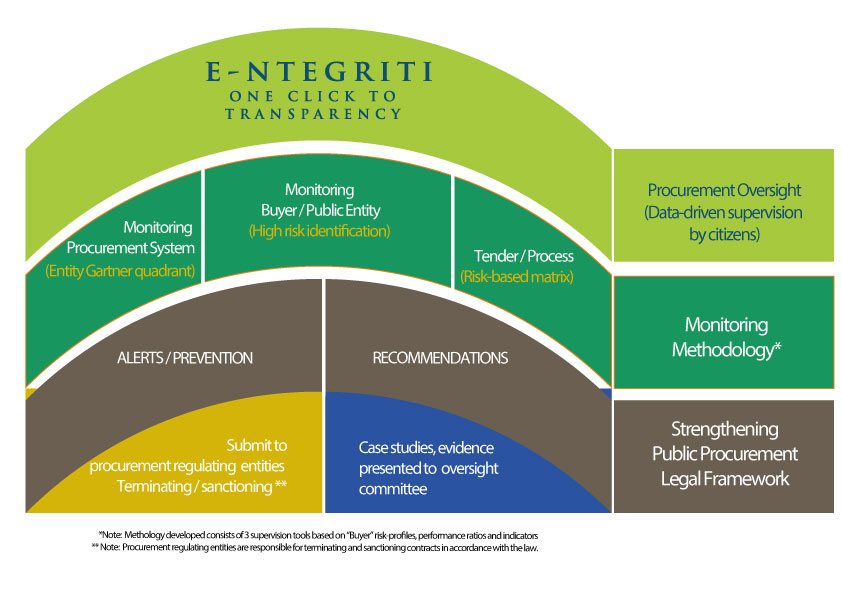 E-NTEGRITI
ONE CLICK TO
TRANSPARENCY
Procurement Oversight
(Data-driven supervision
by citizens)
Monitoring
Procurement System
(Entity Gartner quadrant)
Monitoring
Buyer / Public Entity
(High risk identification)
Tender / Process
(Risk-based matrix)
Monitoring
Methodology*
ALERTS / PREVENTION
RECOMMENDATIONS
Submit to
procurement regulating entities
Terminating / sanctioning **
Case studies, evidence
presented to oversight
committee
Strengthening
Public Procurement
Legal Framework
*Note: Methology developed consists of 3 supervision tools based on "Buyer" risk-profiles, performance ratios and indicators
** Note: Procurement regulating entities are responsible for terminating and sanctioning contracts in accordance with the law.